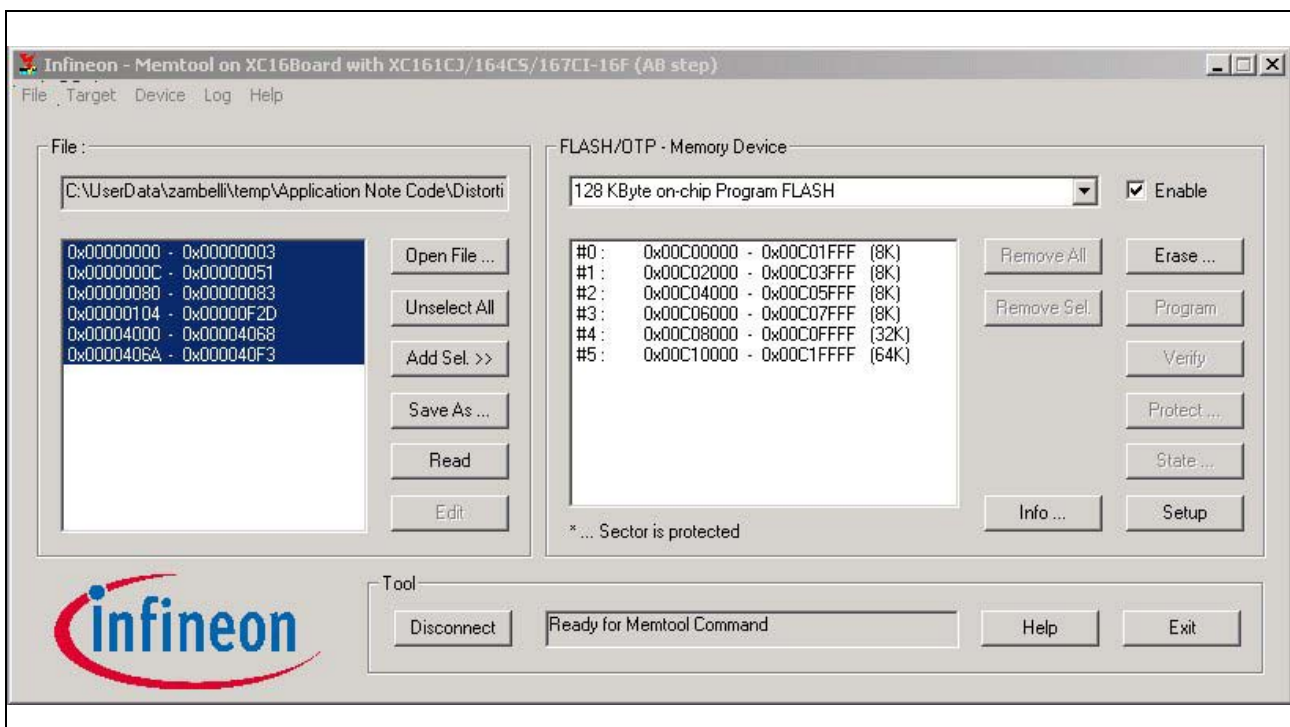 Infineon - Memtool on XC16Board with XC161CJ/164CS/167CI-16F (AB step)
File Target Device Log Help
File :
C:\UserData\zambelli\temp\Application Note Code\Distorti
0x00000000 - 0x00000003
0x0000000C - 0x00000051
0x00000080 - 0x00000083
0x00000104 - 0x00000F2D
0x00004000 - 0x00004068
0x0000406A - 0x000040F3
Open File ...
Unselect All
Add Sel. >>
Save As ...
Read
Edit
FLASH/OTP - Memory Device
128 KByte on-chip Program FLASH
Enable
#0 : 0x00C00000 - 0x00C01FFF (8K)
#1 : 0x00C02000 - 0x00C03FFF (8K)
#2 : 0x00C04000 - 0x00C05FFF (8K)
#3 : 0x00C06000 - 0x00C07FFF (8K)
#4 : 0x00C08000 - 0x00C0FFFF (32K)
#5 : 0x00C10000 - 0x00C1FFFF (64K)
* ... Sector is protected
Remove All
Remove Sel.
Info ...
Erase ...
Program
Verify
Protect ...
State ...
Setup
infineon
Tool
Disconnect
Ready for Memtool Command
Help
Exit